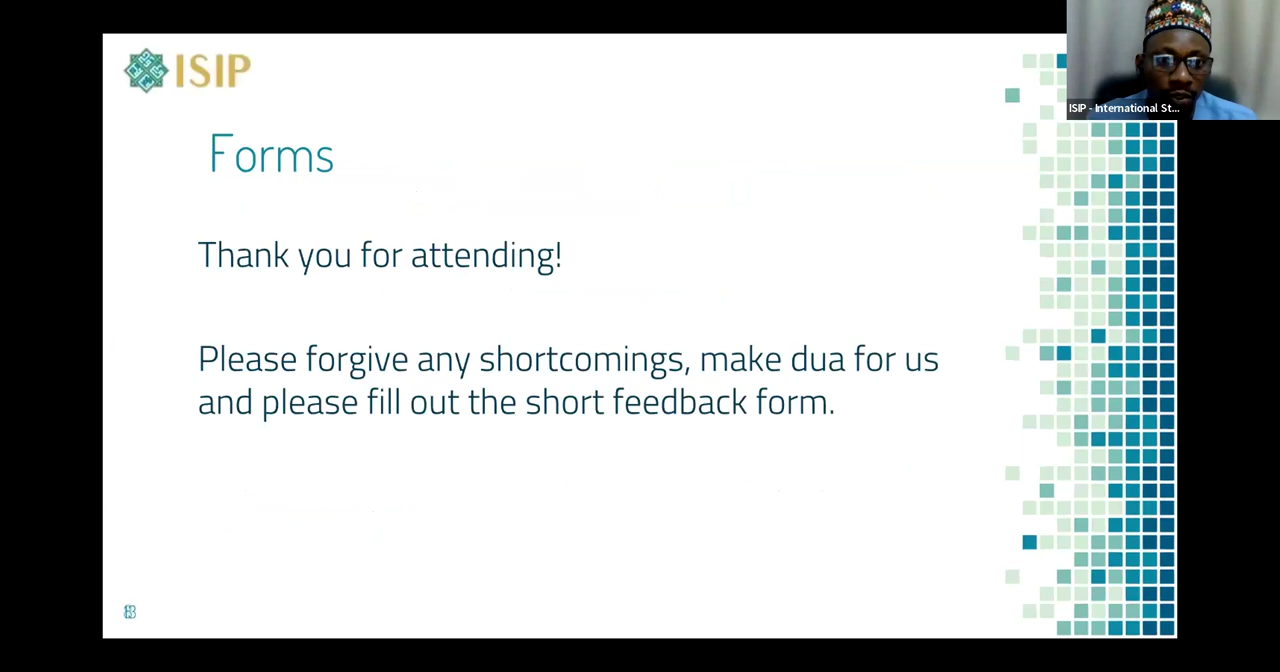 ISIP
ISIP - International St...
Forms
Thank you for attending!
Please forgive any shortcomings, make dua for us
and please fill out the short feedback form.